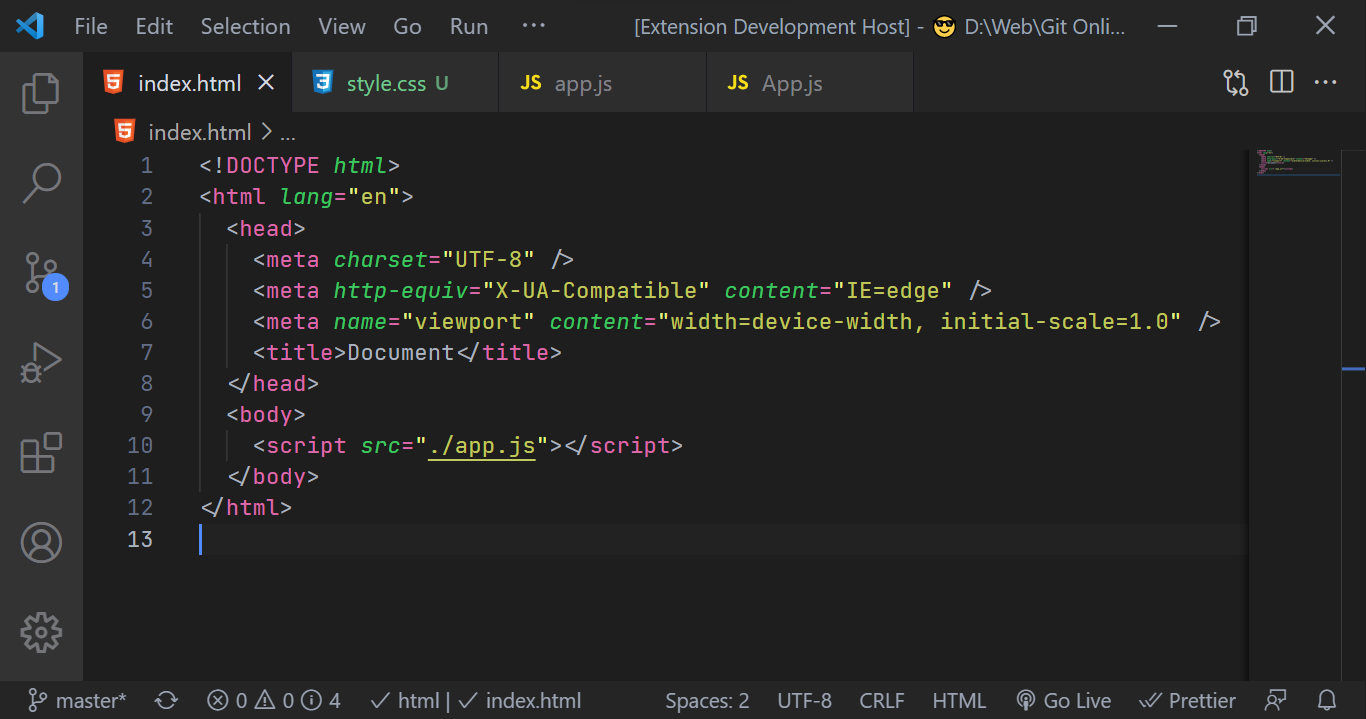 File Edit Selection View Go Run ··· [Extension Development Host] - 😎 D:\Web\Git Onli...
index.html style.css U JS app.js JS App.js
index.html > ...
1 <!DOCTYPE html>
2 <html lang="en">
3 <head>
4 <meta charset="UTF-8" />
5 <meta http-equiv="X-UA-Compatible" content="IE=edge" />
6 <meta name="viewport" content="width=device-width, initial-scale=1.0" />
7 <title>Document</title>
8 </head>
9 <body>
10 <script src="./app.js"></script>
11 </body>
12 </html>
13
1
master* 0 0 4 html | index.html Spaces: 2 UTF-8 CRLF HTML Go Live Prettier